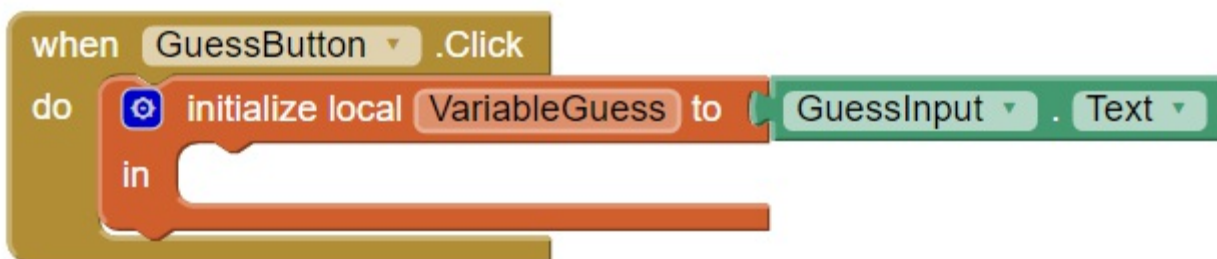 when GuessButton .Click
do initialize local VariableGuess to GuessInput . Text
in